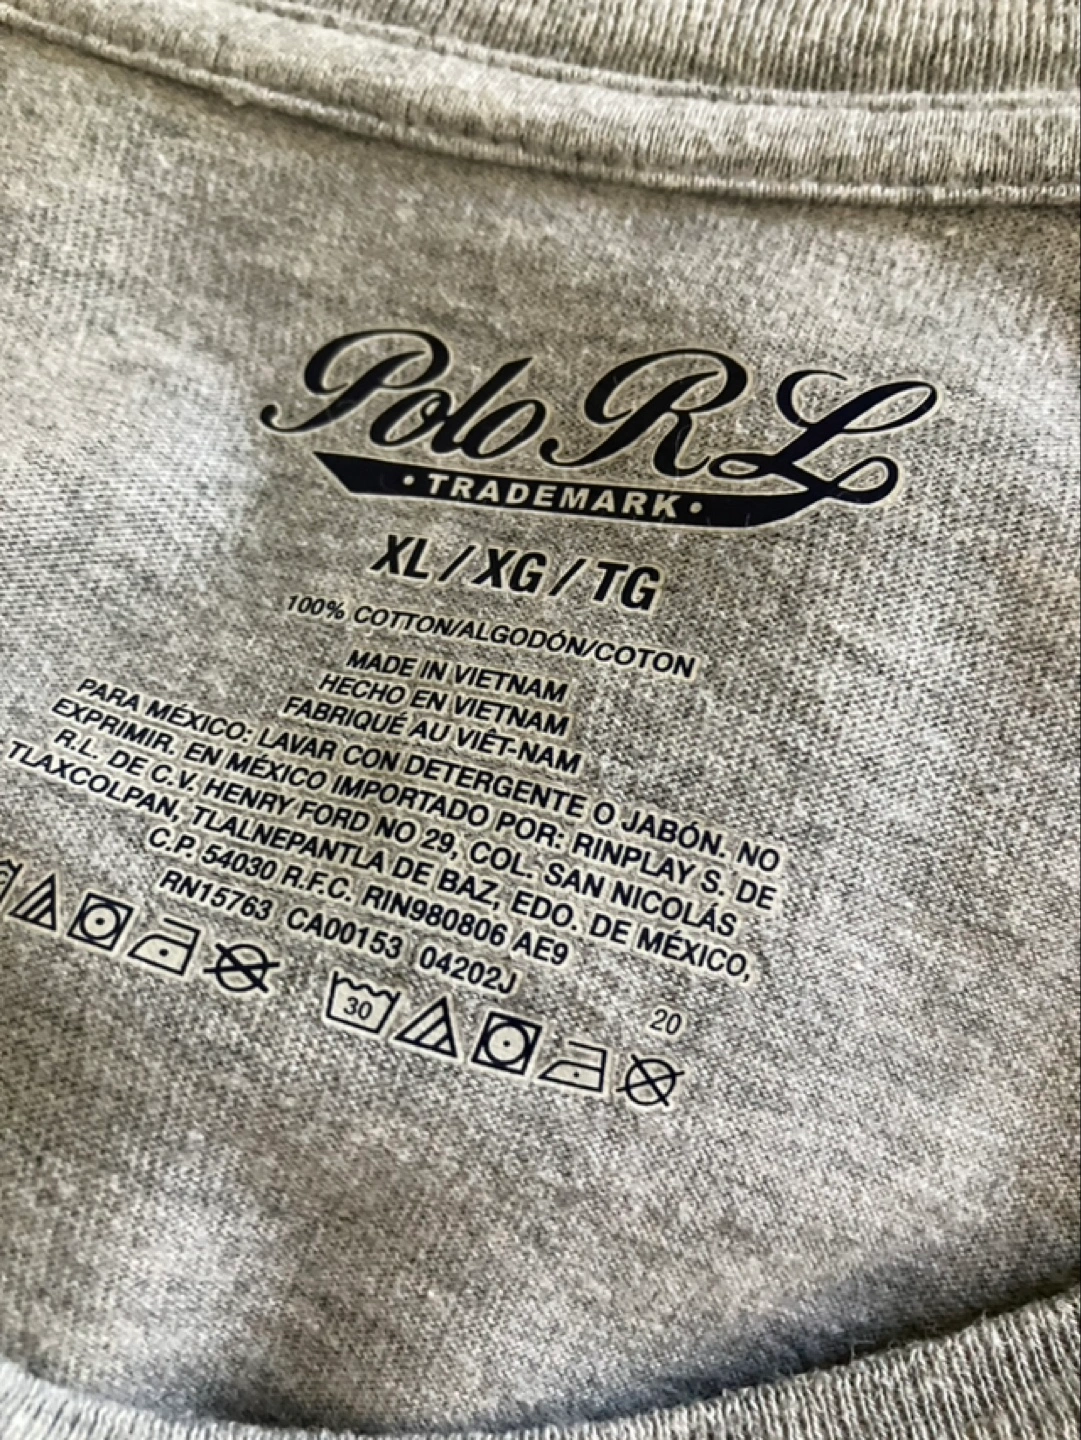 Polo RL
• TRADEMARK •
XL / XG / TG
100% COTTON/ALGODÓN/COTON
MADE IN VIETNAM
HECHO EN VIETNAM
FABRIQUÉ AU VIÊT-NAM
PARA MÉXICO: LAVAR CON DETERGENTE O JABÓN. NO
EXPRIMIR. EN MÉXICO IMPORTADO POR: RINPLAY S. DE
R.L. DE C.V. HENRY FORD NO 29, COL. SAN NICOLÁS
TLAXCOLPAN, TLALNEPANTLA DE BAZ, EDO. DE MÉXICO,
C.P. 54030 R.F.C. RIN980806 AE9
RN15763 CA00153 04202J
20
30